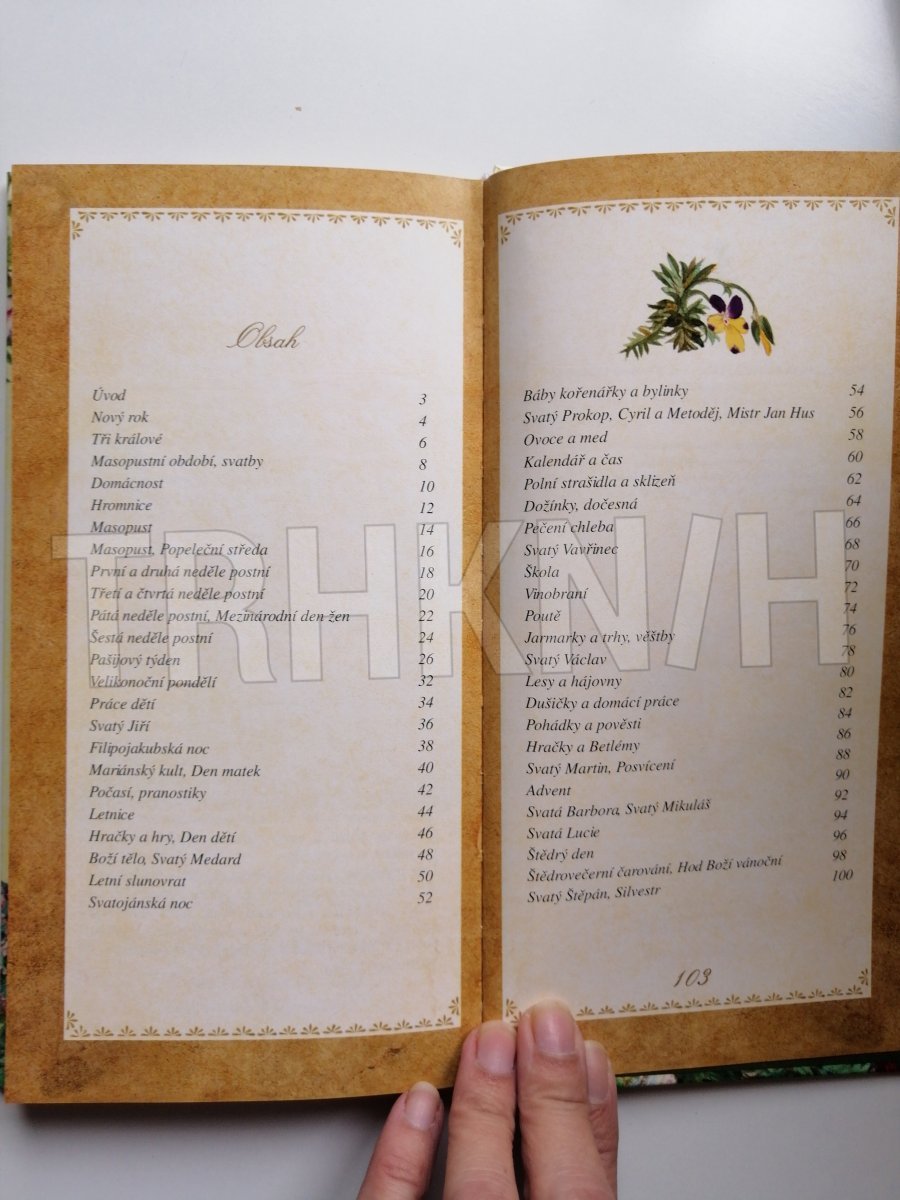 Obsah
Úvod 3
Nový rok 4
Tři králové 6
Masopustní období, svatby 8
Domácnost 10
Hromnice 12
Masopust 14
Masopust, Popeleční středa 16
První a druhá neděle postní 18
Třetí a čtvrtá neděle postní 20
Pátá neděle postní, Mezinárodní den žen 22
Šestá neděle postní 24
Pašijový týden 26
Velikonoční pondělí 32
Práce dětí 34
Svatý Jiří 36
Filipojakubská noc 38
Mariánský kult, Den matek 40
Počasí, pranostiky 42
Letnice 44
Hračky a hry, Den dětí 46
Boží tělo, Svatý Medard 48
Letní slunovrat 50
Svatojánská noc 52
Báby kořenářky a bylinky 54
Svatý Prokop, Cyril a Metoděj, Mistr Jan Hus 56
Ovoce a med 58
Kalendář a čas 60
Polní strašidla a sklizeň 62
Dožínky, dočesná 64
Pečení chleba 66
Svatý Vavřinec 68
Škola 70
Vinobraní 72
Poutě 74
Jarmarky a trhy, věštby 76
Svatý Václav 78
Lesy a hájovny 80
Dušičky a domácí práce 82
Pohádky a pověsti 84
Hračky a Betlémy 86
Svatý Martin, Posvícení 88
Advent 90
Svatá Barbora, Svatý Mikuláš 92
Svatá Lucie 94
Štědrý den 96
Štědrovečerní čarování, Hod Boží vánoční 98
Svatý Štěpán, Silvestr 100
103
TRHKNIH